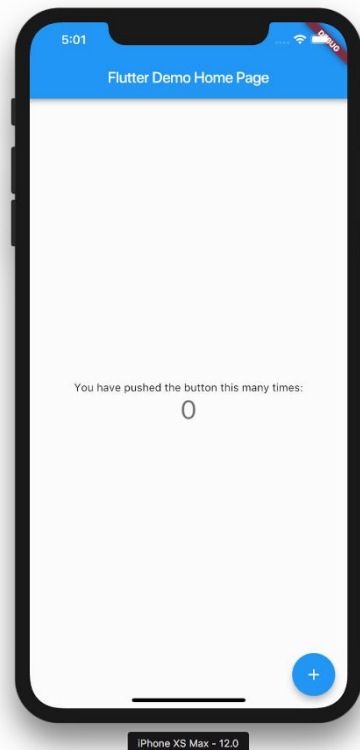 5:01
DEBUG
Flutter Demo Home Page
You have pushed the button this many times:
0
+
iPhone XS Max - 12.0